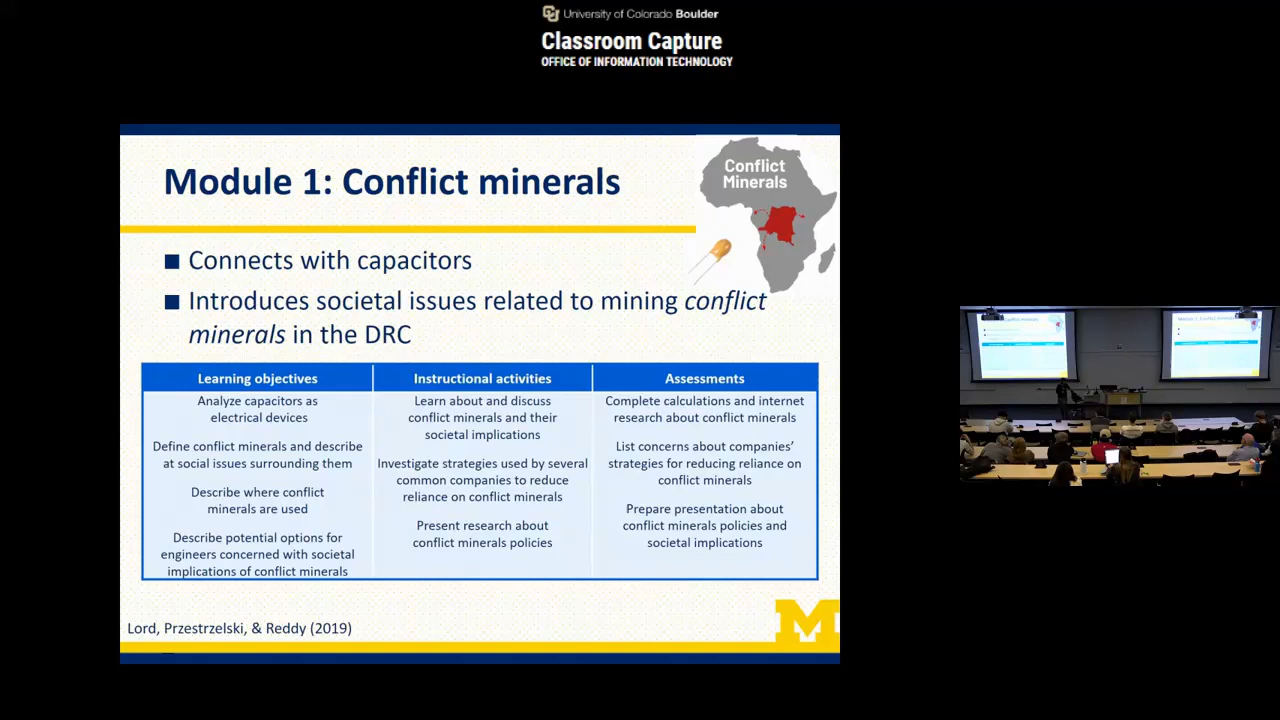 University of Colorado Boulder
Classroom Capture
OFFICE OF INFORMATION TECHNOLOGY
Module 1: Conflict minerals
Conflict
Minerals
■ Connects with capacitors
■ Introduces societal issues related to mining conflict
minerals in the DRC
Learning objectives
Analyze capacitors as
electrical devices
Define conflict minerals and describe
at social issues surrounding them
Describe where conflict
minerals are used
Describe potential options for
engineers concerned with societal
implications of conflict minerals
Instructional activities
Learn about and discuss
conflict minerals and their
societal implications
Investigate strategies used by several
common companies to reduce
reliance on conflict minerals
Present research about
conflict minerals policies
Assessments
Complete calculations and internet
research about conflict minerals
List concerns about companies’
strategies for reducing reliance on
conflict minerals
Prepare presentation about
conflict minerals policies and
societal implications
Lord, Przestrzelski, & Reddy (2019)
M